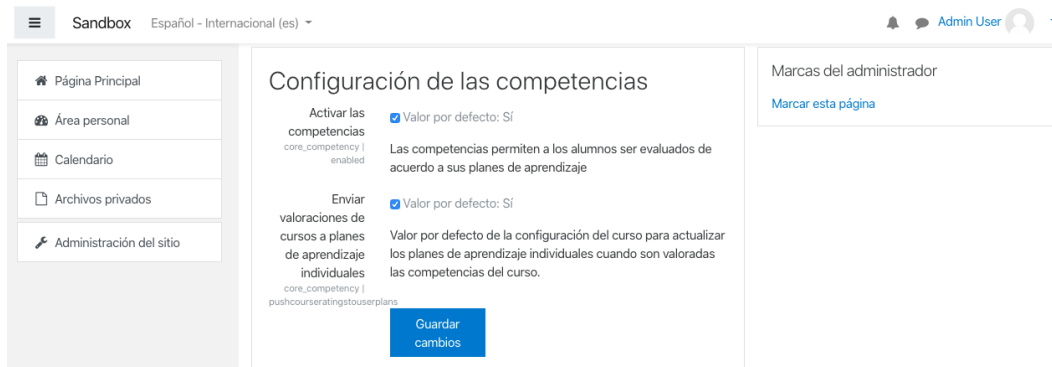 Sandbox Español - Internacional (es)
Admin User
Página Principal
Área personal
Calendario
Archivos privados
Administración del sitio
Configuración de las competencias
Activar las
competencias
core_competency |
enabled
Valor por defecto: Sí
Las competencias permiten a los alumnos ser evaluados de
acuerdo a sus planes de aprendizaje
Enviar
valoraciones de
cursos a planes
de aprendizaje
individuales
core_competency |
pushcourseratingstouserplans
Valor por defecto: Sí
Valor por defecto de la configuración del curso para actualizar
los planes de aprendizaje individuales cuando son valoradas
las competencias del curso.
Guardar
cambios
Marcas del administrador
Marcar esta página